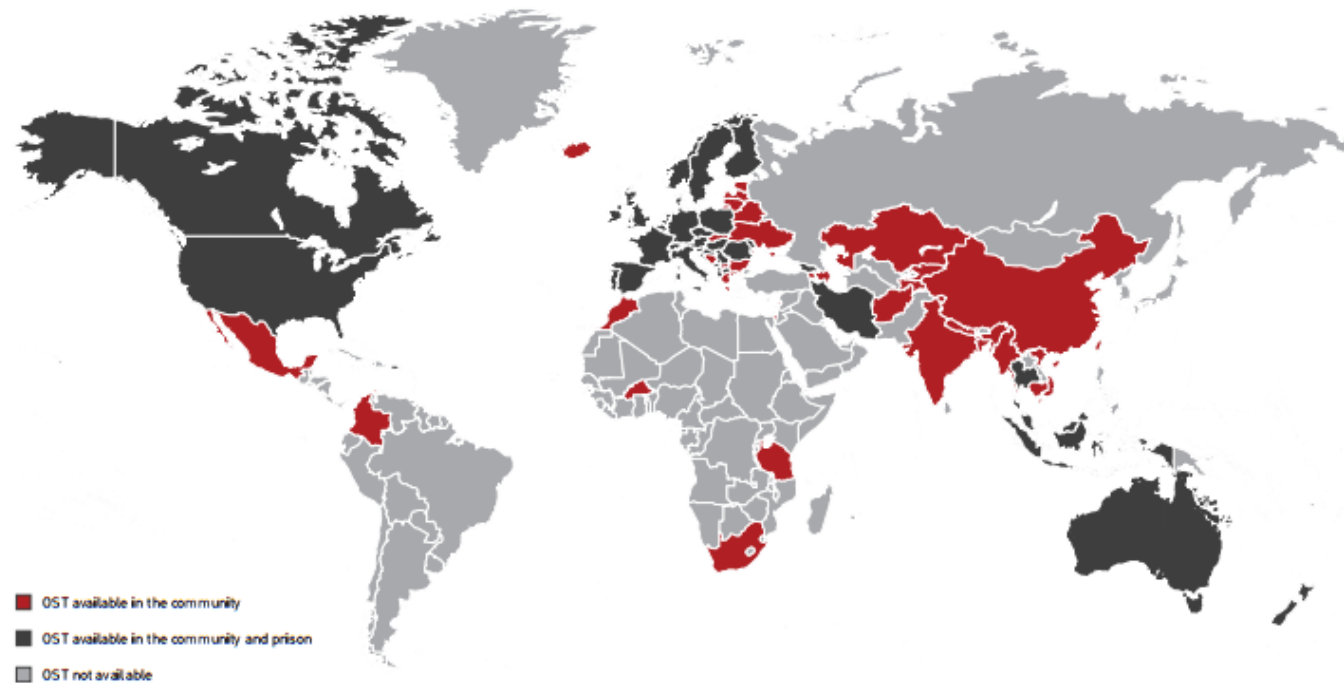 OST available in the community
OST available in the community and prison
OST not available